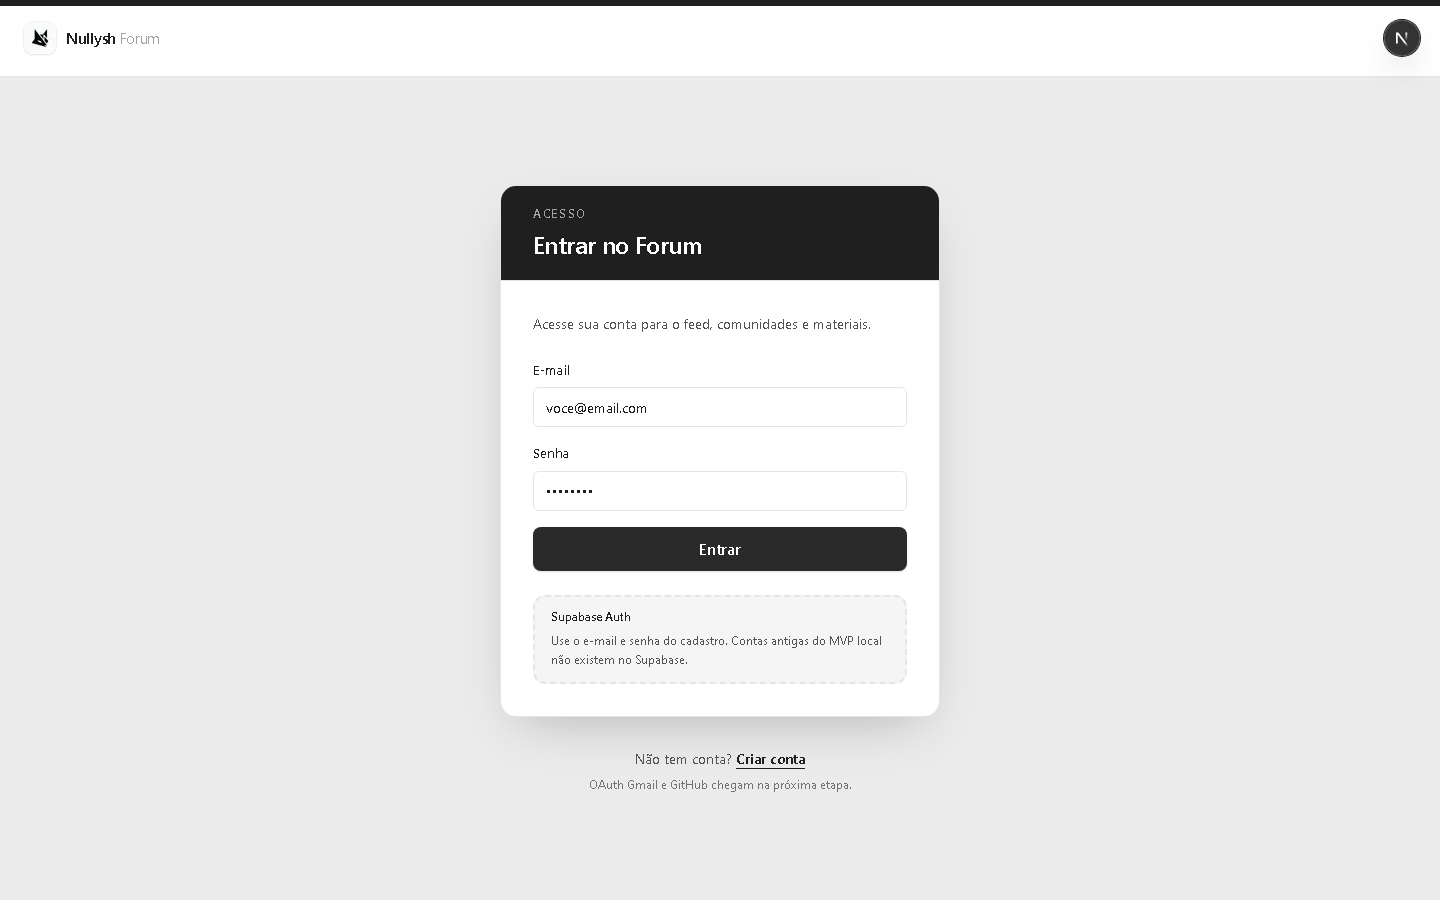 Nullysh Forum
N
ACESSO
Entrar no Forum
Acesse sua conta para o feed, comunidades e materiais.
E-mail
voce@email.com
Senha
••••••••
Entrar
Supabase Auth
Use o e-mail e senha do cadastro. Contas antigas do MVP local
não existem no Supabase.
Não tem conta? Criar conta
OAuth Gmail e GitHub chegam na próxima etapa.